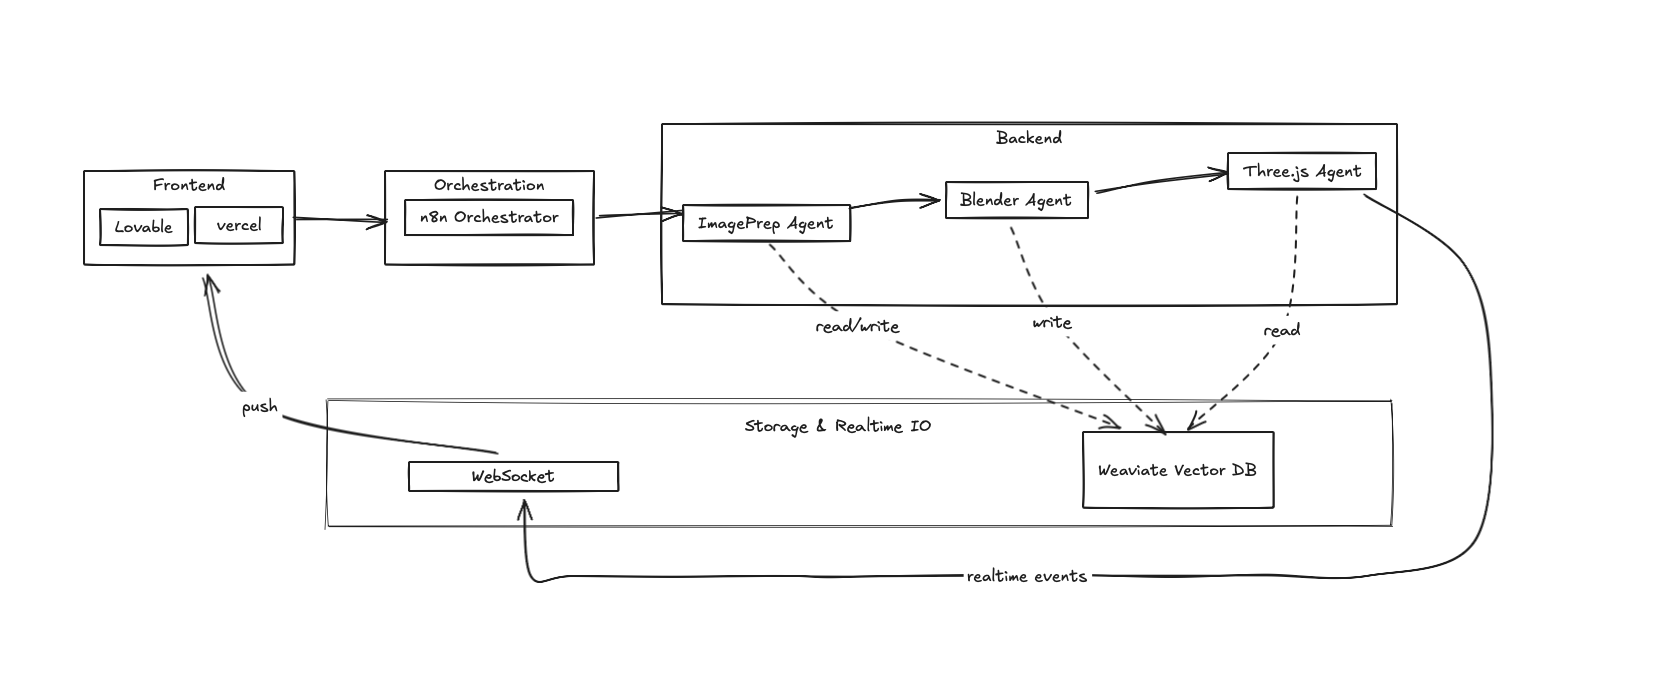 Backend
Frontend
Lovable
vercel
Orchestration
n8n Orchestrator
ImagePrep Agent
Blender Agent
Three.js Agent
read/write
write
read
push
Storage & Realtime IO
WebSocket
Weaviate Vector DB
realtime events